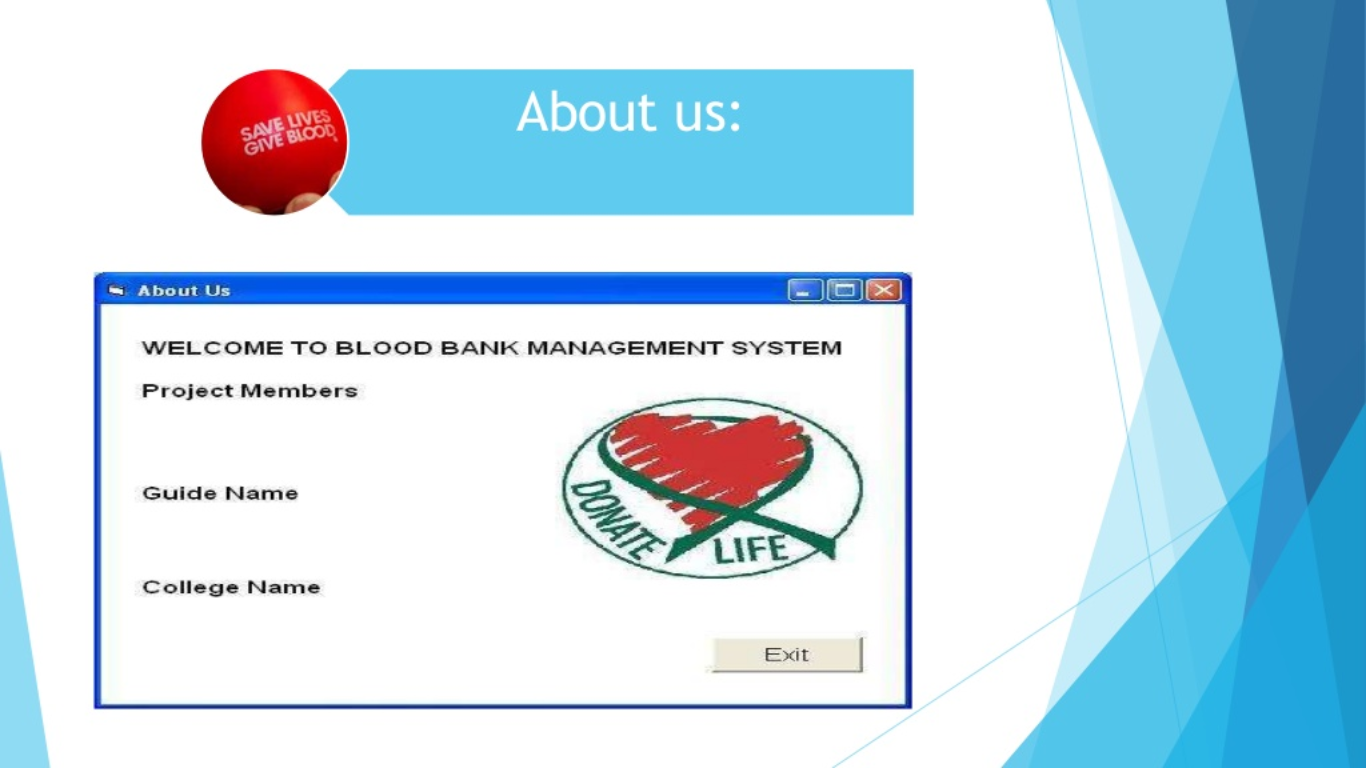 About us:
SAVE LIVES
GIVE BLOOD
About Us
WELCOME TO BLOOD BANK MANAGEMENT SYSTEM
Project Members
Guide Name
College Name
DONATE LIFE
Exit